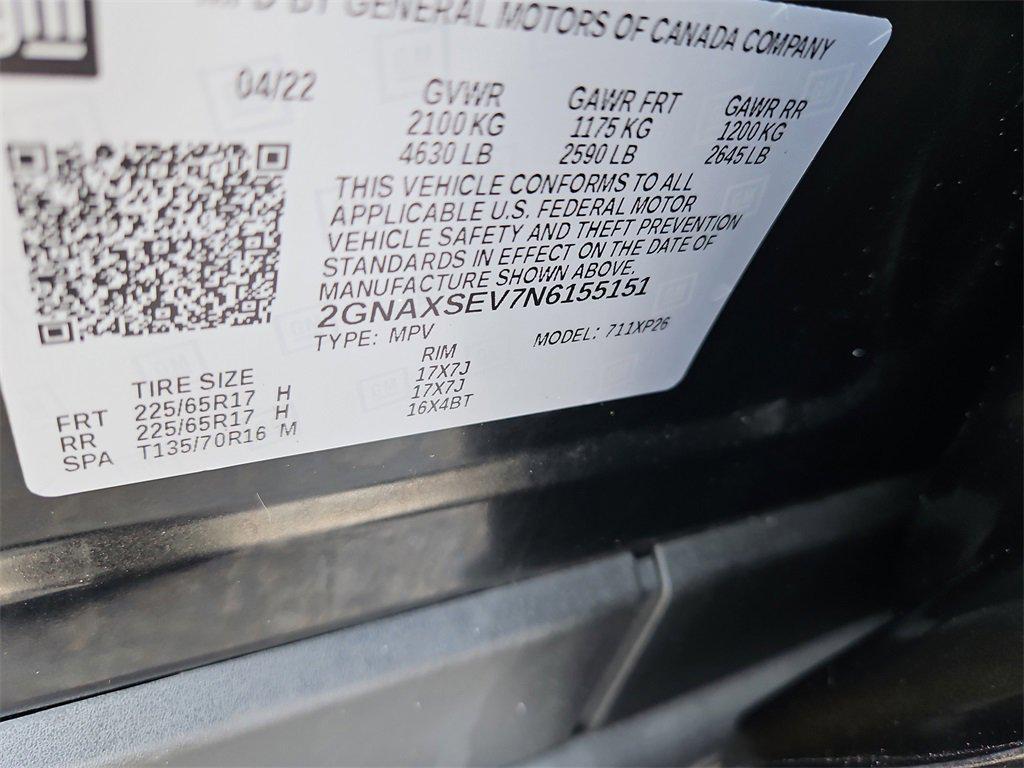 gm
MFD BY GENERAL MOTORS OF CANADA COMPANY
04/22
GVWR
2100 KG
4630 LB
GAWR FRT
1175 KG
2590 LB
GAWR RR
1200 KG
2645 LB
THIS VEHICLE CONFORMS TO ALL
APPLICABLE U.S. FEDERAL MOTOR
VEHICLE SAFETY AND THEFT PREVENTION
STANDARDS IN EFFECT ON THE DATE OF
MANUFACTURE SHOWN ABOVE.
2GNAXSEV7N6155151
TYPE: MPV
MODEL: 711XP26
TIRE SIZE
RIM
FRT 225/65R17 H 17X7J
RR 225/65R17 H 17X7J
SPA T135/70R16 M 16X4BT